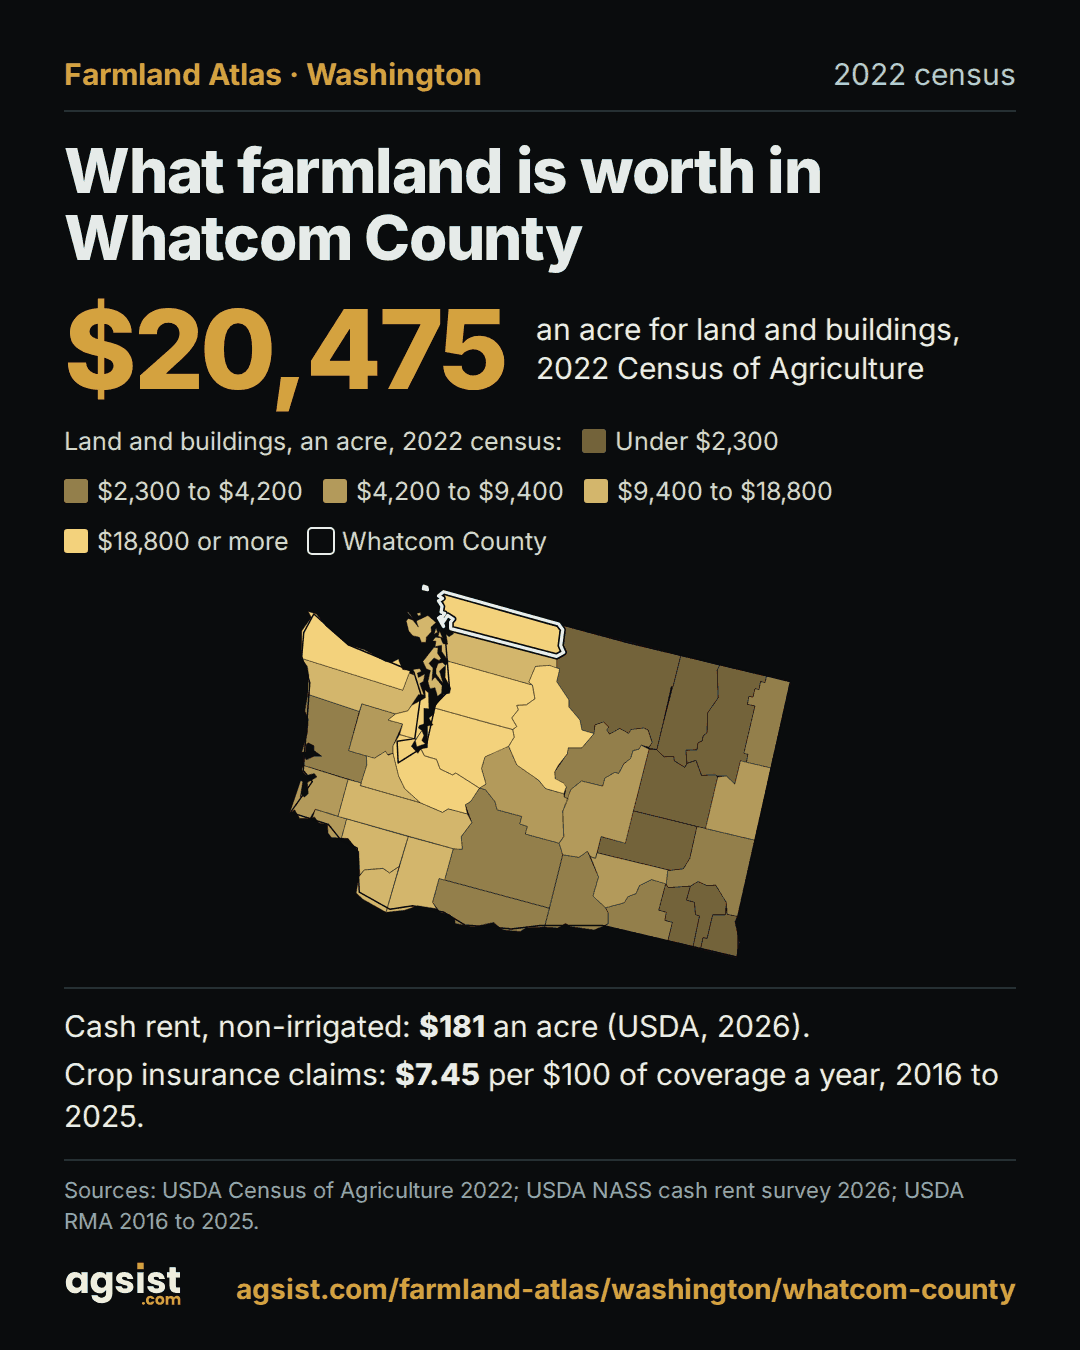 Farmland Atlas · Washington
2022 census
What farmland is worth in
Whatcom County
$20,475
an acre for land and buildings,
2022 Census of Agriculture
Land and buildings, an acre, 2022 census: Under $2,300
$2,300 to $4,200 $4,200 to $9,400 $9,400 to $18,800
$18,800 or more Whatcom County
Cash rent, non-irrigated: $181 an acre (USDA, 2026).
Crop insurance claims: $7.45 per $100 of coverage a year, 2016 to
2025.
Sources: USDA Census of Agriculture 2022; USDA NASS cash rent survey 2026; USDA
RMA 2016 to 2025.
agsist
.com
agsist.com/farmland-atlas/washington/whatcom-county